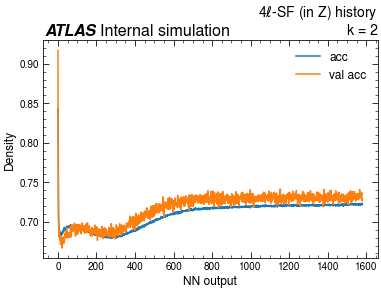 4ℓ-SF (in Z) history
ATLAS Internal simulation
k = 2
acc
val acc
Density
0.90
0.85
0.80
0.75
0.70
0 200 400 600 800 1000 1200 1400 1600
NN output